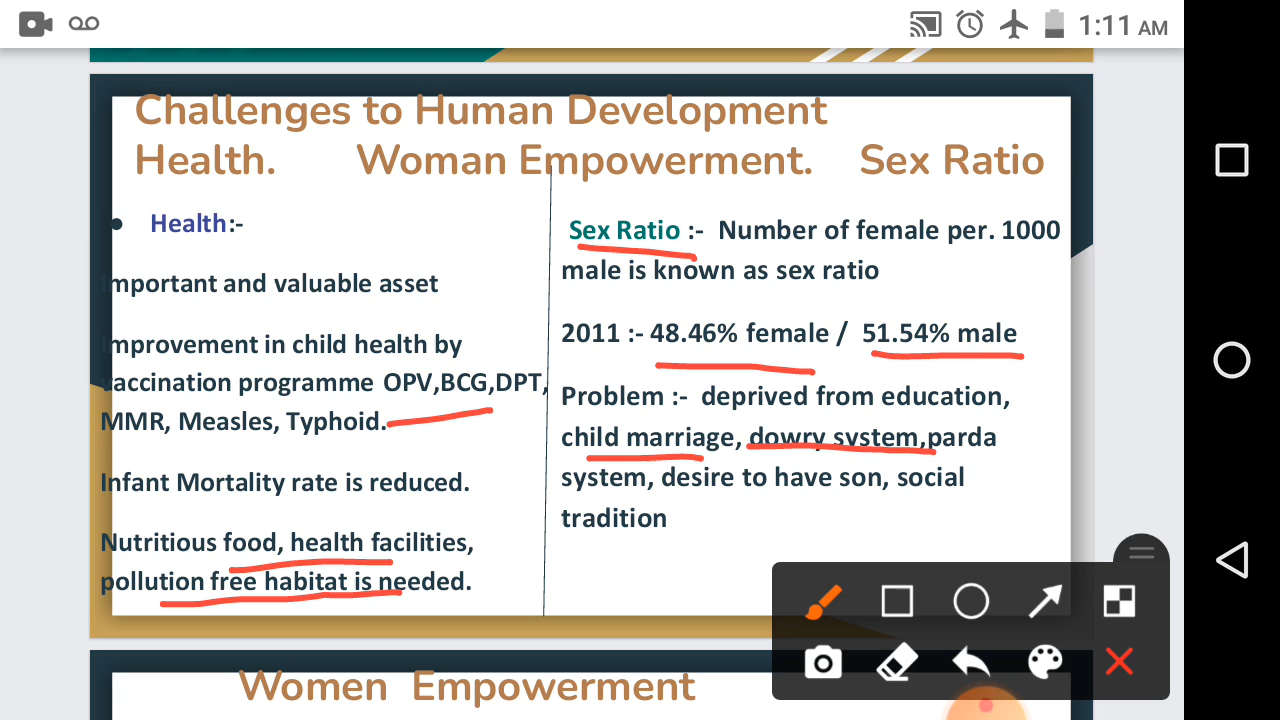 1:11 AM
Challenges to Human Development
Health. Woman Empowerment. Sex Ratio
● Health:-
Important and valuable asset
Improvement in child health by
vaccination programme OPV,BCG,DPT,
MMR, Measles, Typhoid.
Infant Mortality rate is reduced.
Nutritious food, health facilities,
pollution free habitat is needed.
Sex Ratio :- Number of female per. 1000
male is known as sex ratio
2011 :- 48.46% female / 51.54% male
Problem :- deprived from education,
child marriage, dowry system,parda
system, desire to have son, social
tradition
Women Empowerment